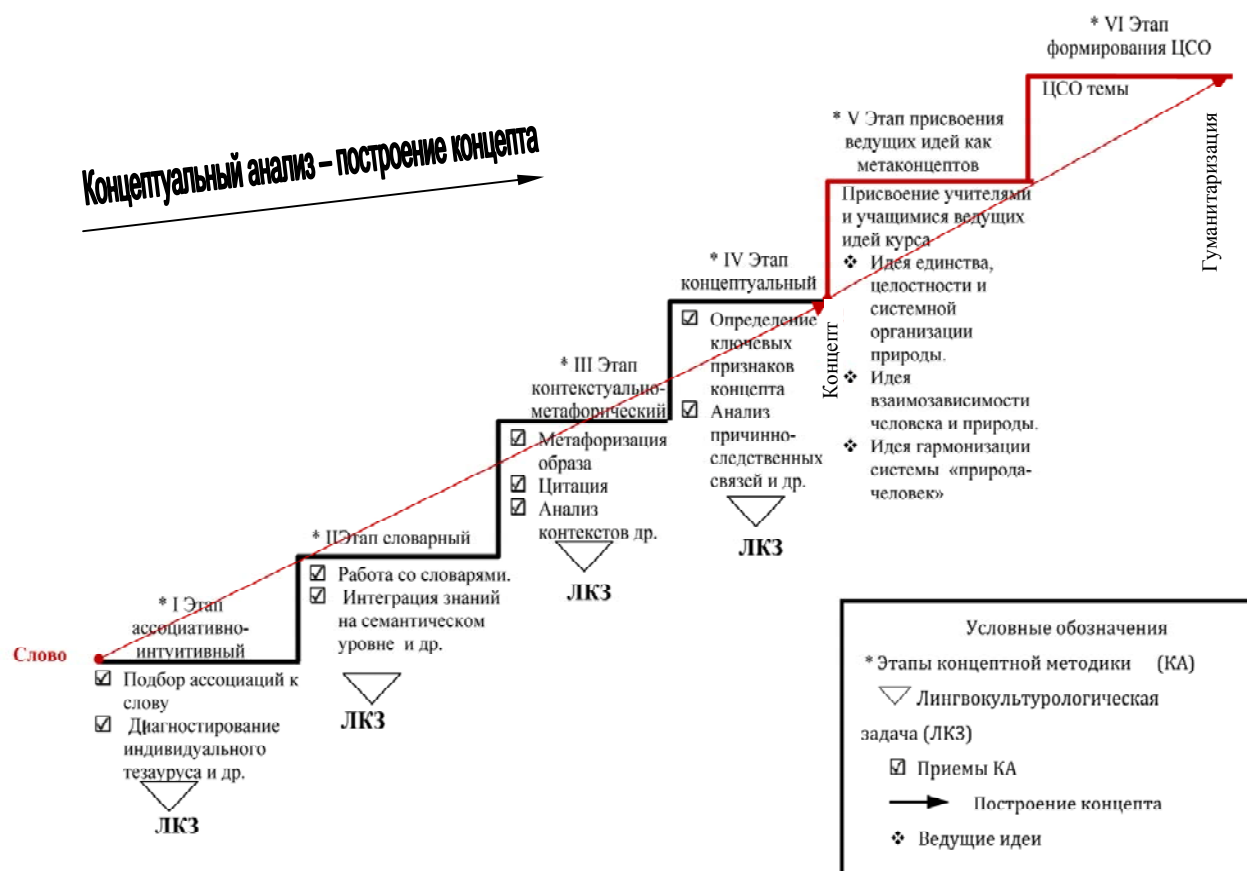 * VI Этап
формирования ЦСО
ЦСО темы
Гуманитаризация
* V Этап присвоения
ведущих идей как
метаконцептов
Присвоение учителями
и учащимися ведущих
идей курса
❖ Идея единства,
целостности и
системной
организации
природы.
❖ Идея
взаимозависимости
человека и природы.
❖ Идея гармонизации
системы «природа-
человек»
Концептуальный анализ – построение концепта
* IV Этап
концептуальный
☑ Определение
ключевых
признаков
концепта
☑ Анализ
причинно-
следственных
связей и др.
ЛКЗ
Концепт
* III Этап
контекстуально-
метафорический
☑ Метафоризация
образа
☑ Цитация
☑ Анализ
контекстов др.
ЛКЗ
* IIЭтап словарный
☑ Работа со словарями.
☑ Интеграция знаний
на семантическом
уровне и др.
ЛКЗ
* I Этап
ассоциативно-
интуитивный
Слово
☑ Подбор ассоциаций к
слову
☑ Диагностирование
индивидуального
тезауруса и др.
ЛКЗ
Условные обозначения
* Этапы концептной методики (КА)
▽ Лингвокультурологическая
задача (ЛКЗ)
☑ Приемы КА
→ Построение концепта
❖ Ведущие идеи